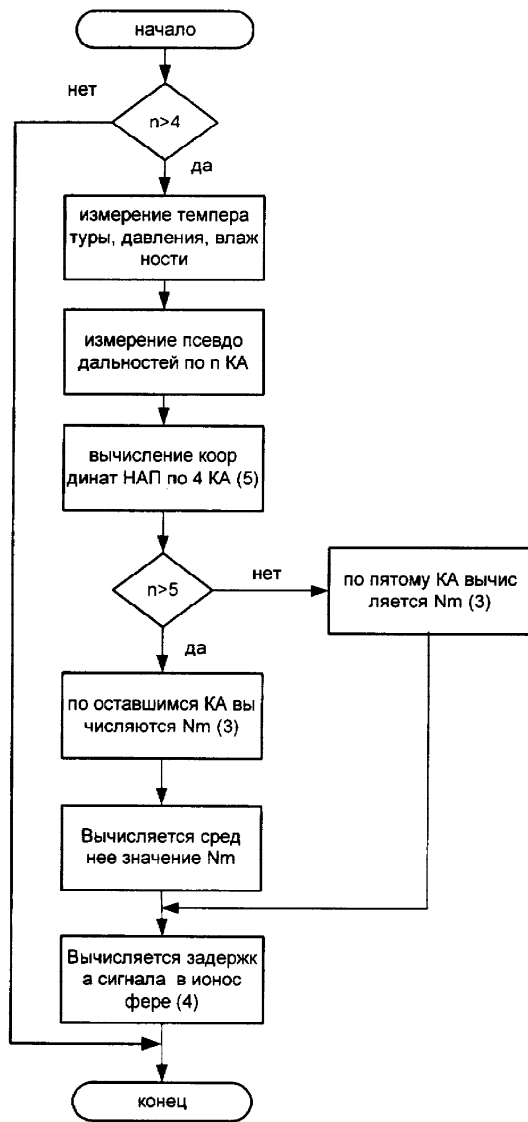 начало
нет
n>4
да
измерение темпера
туры, давления, влаж
ности
измерение псевдо
дальностей по n КА
вычисление коор
динат НАП по 4 КА (5)
n>5
нет
по пятому КА вычис
ляется Nm (3)
да
по оставшимся КА вы
числяются Nm (3)
Вычисляется сред
нее значение Nm
Вычисляется задержк
а сигнала в ионос
фере (4)
конец